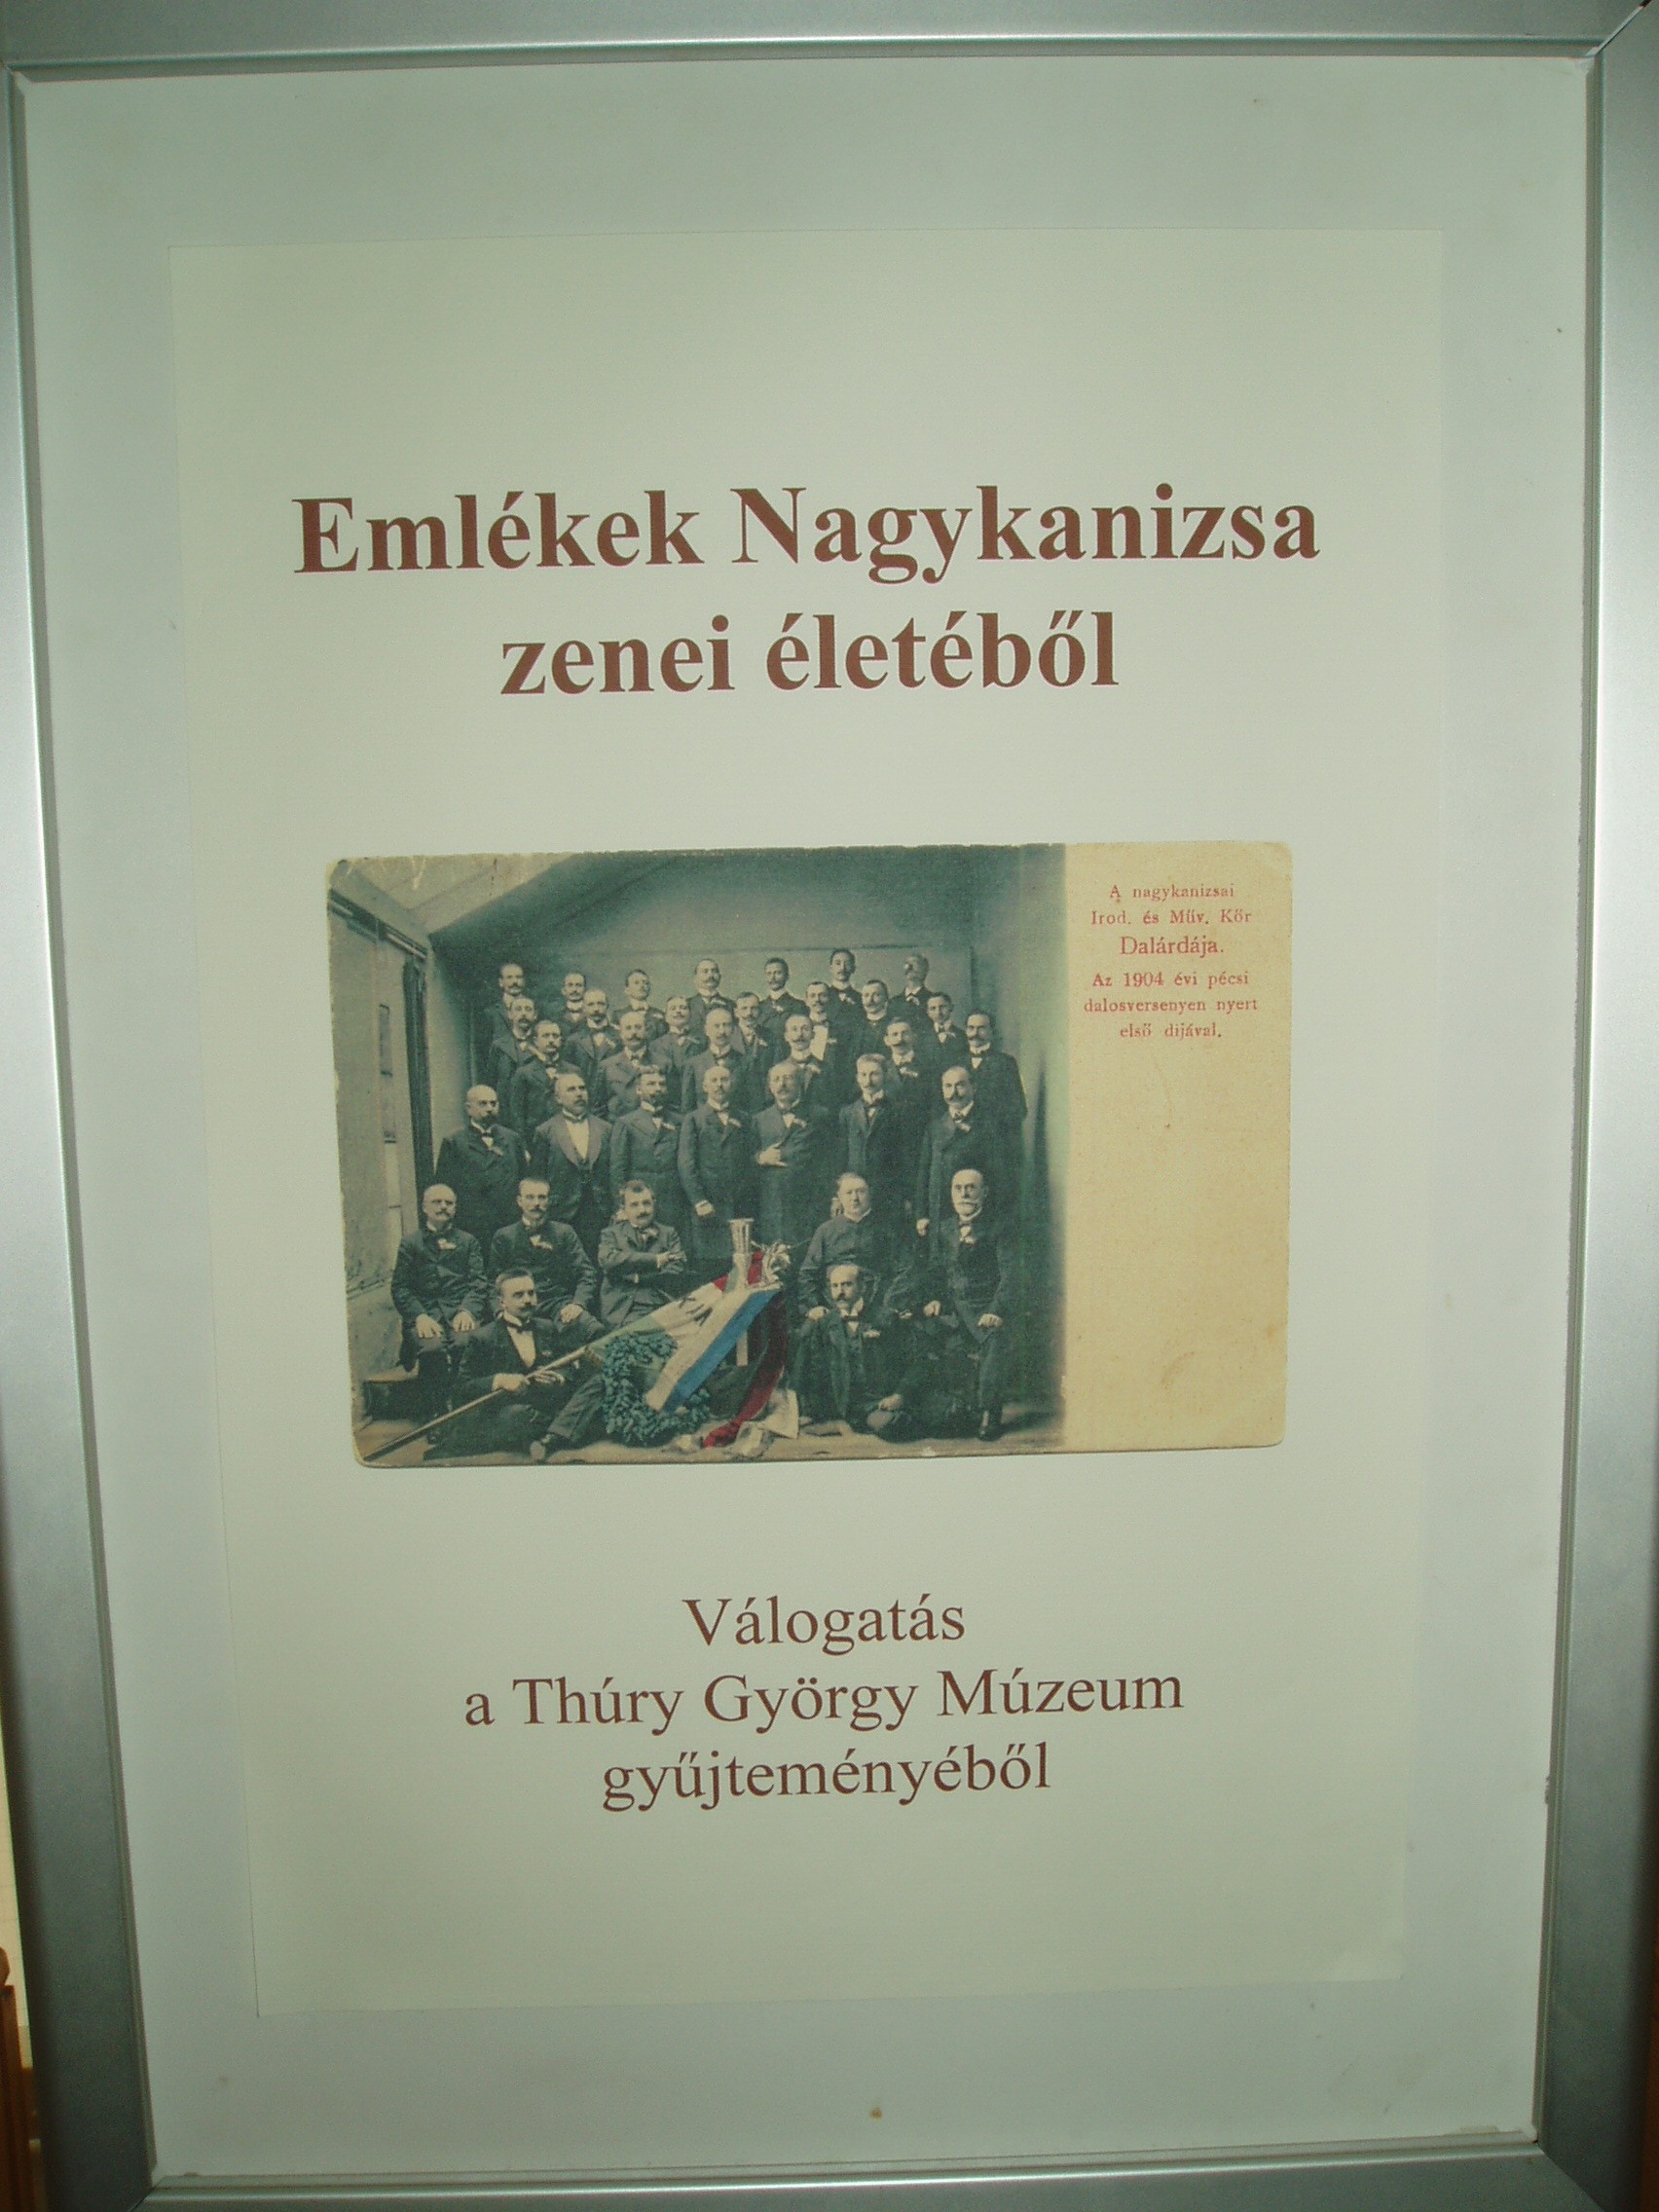 Emlékek Nagykanizsa
zenei életéből
A nagykanizsai
Irod. és Műv. Kör
Dalárdája.
Az 1904 évi pécsi
dalosversenyen nyert
első dijával.
Válogatás
a Thúry György Múzeum
gyűjteményéből